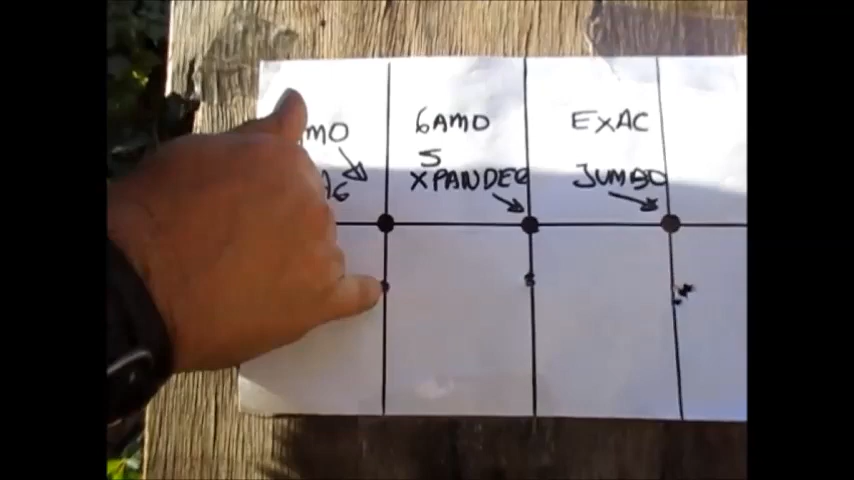 MO
GAMO
EXAC
S
XPANDER
JUMBO